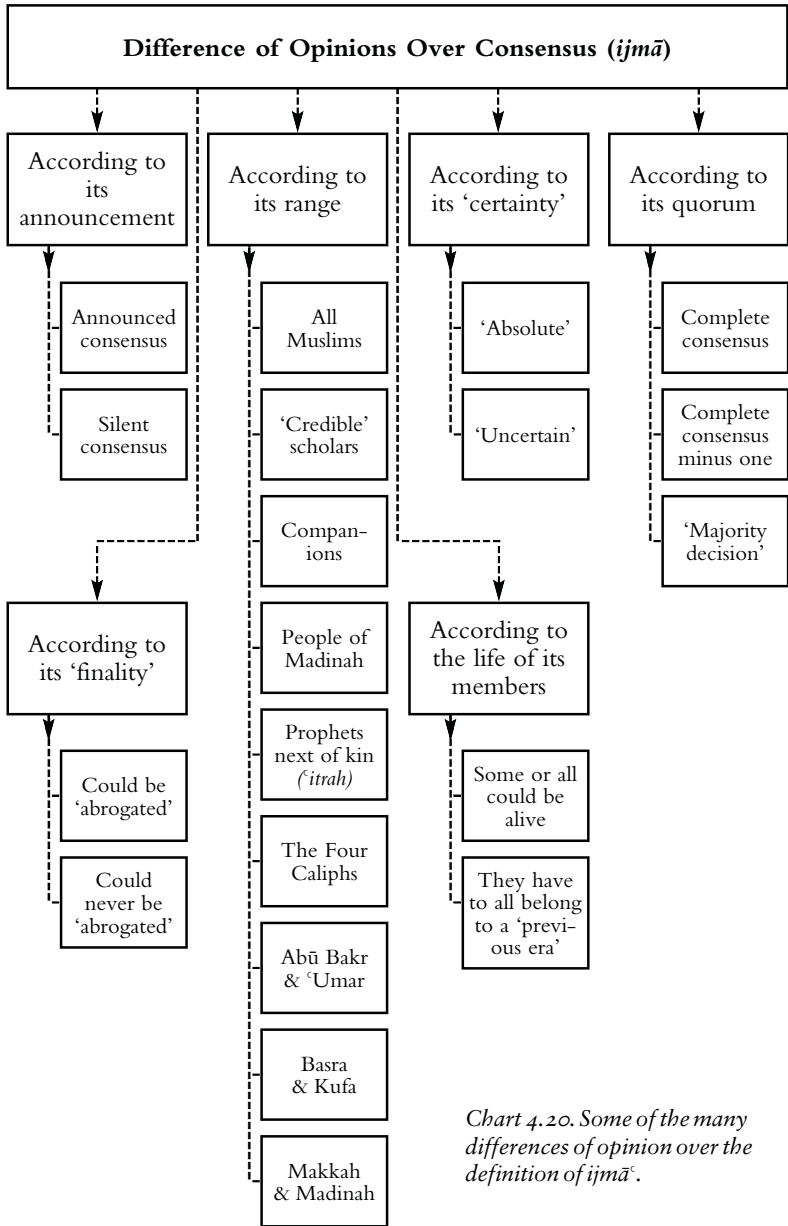 Difference of Opinions Over Consensus (ijmā)
According to
its
announcement
Announced
consensus
Silent
consensus
According to
its range
All
Muslims
‘Credible’
scholars
Compan-
ions
People of
Madinah
Prophets
next of kin
(ʿitrah)
The Four
Caliphs
Abū Bakr
& ʿUmar
Basra
& Kufa
Makkah
& Madinah
According to
its ‘certainty’
‘Absolute’
‘Uncertain’
According to
its quorum
Complete
consensus
Complete
consensus
minus one
‘Majority
decision’
According to
its ‘finality’
Could be
‘abrogated’
Could
never be
‘abrogated’
According to
the life of its
members
Some or all
could be
alive
They have
to all belong
to a ‘previ-
ous era’
Chart 4.20. Some of the many
differences of opinion over the
definition of ijmāʿ.